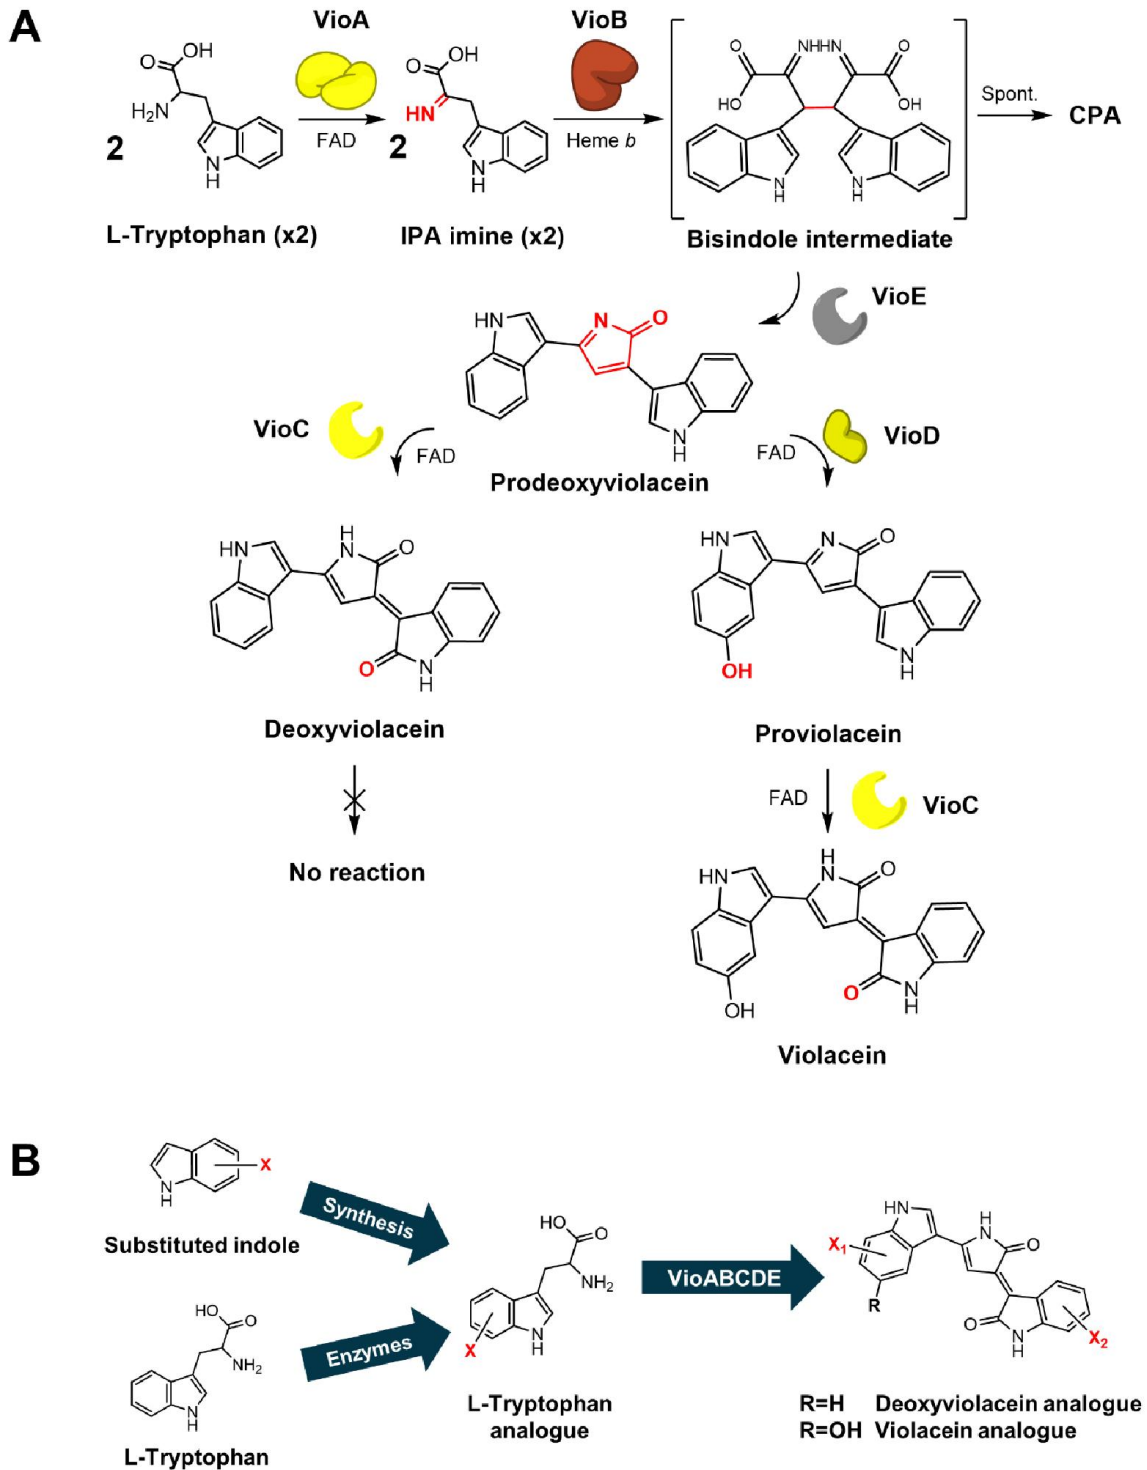 A
VioA
VioB
OH
O
H2N
N
H
2
FAD
L-Tryptophan (x2)
OH
O
HN
N
H
2
IPA imine (x2)
Heme b
O
NHHN
O
HO
OH
N
H
N
H
Bisindole intermediate
Spont.
CPA
VioE
HN
N
O
N
H
Prodeoxyviolacein
VioC
FAD
FAD
VioD
HN
H
N
O
O
N
H
Deoxyviolacein
No reaction
HN
N
O
OH
N
H
Proviolacein
FAD
VioC
HN
H
N
O
O
N
H
OH
Violacein
B
N
H
X
Substituted indole
Synthesis
HO
O
NH2
N
H
L-Tryptophan
Enzymes
HO
O
NH2
X
N
H
L-Tryptophan
analogue
VioABCDE
HN
H
N
O
X1
R
O
N
H
X2
R=H Deoxyviolacein analogue
R=OH Violacein analogue